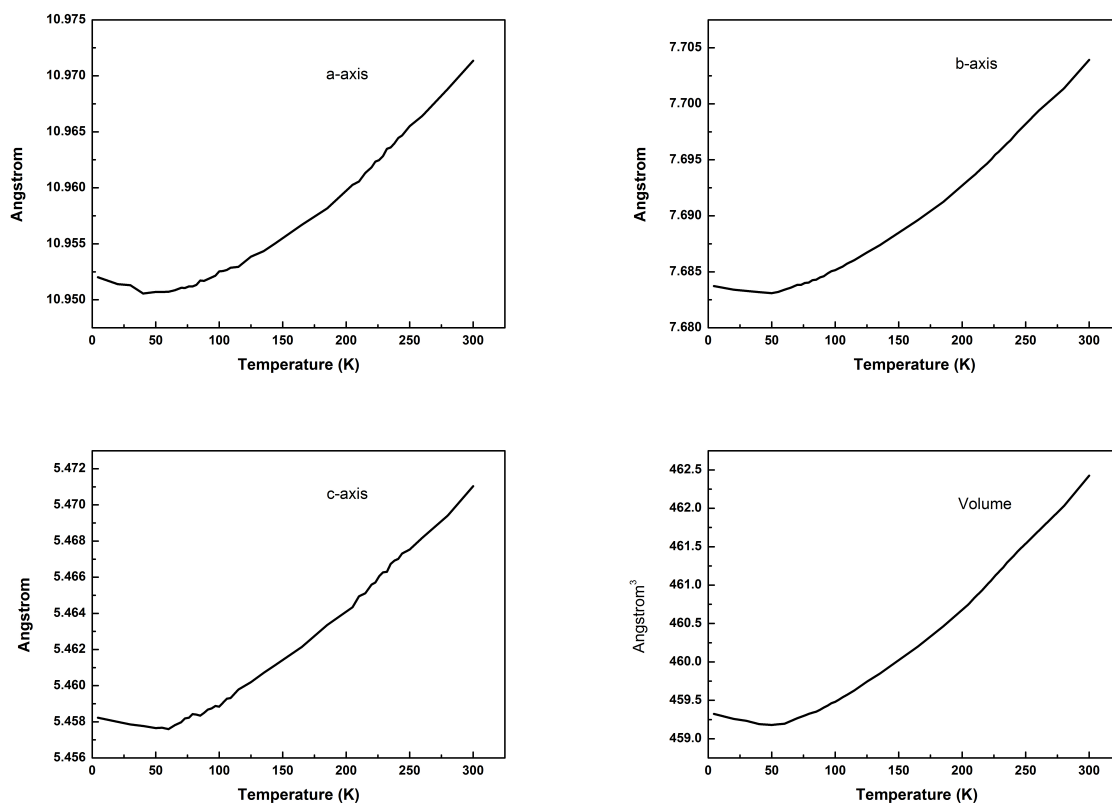 10.975
10.970
10.965
10.960
10.955
10.950
Angstrom
a-axis
0 50 100 150 200 250 300
Temperature (K)
7.705
7.700
7.695
7.690
7.685
7.680
Angstrom
b-axis
0 50 100 150 200 250 300
Temperature (K)
5.472
5.470
5.468
5.466
5.464
5.462
5.460
5.458
5.456
Angstrom
c-axis
0 50 100 150 200 250 300
Temperature (K)
462.5
462.0
461.5
461.0
460.5
460.0
459.5
459.0
Angstrom³
Volume
0 50 100 150 200 250 300
Temperature (K)